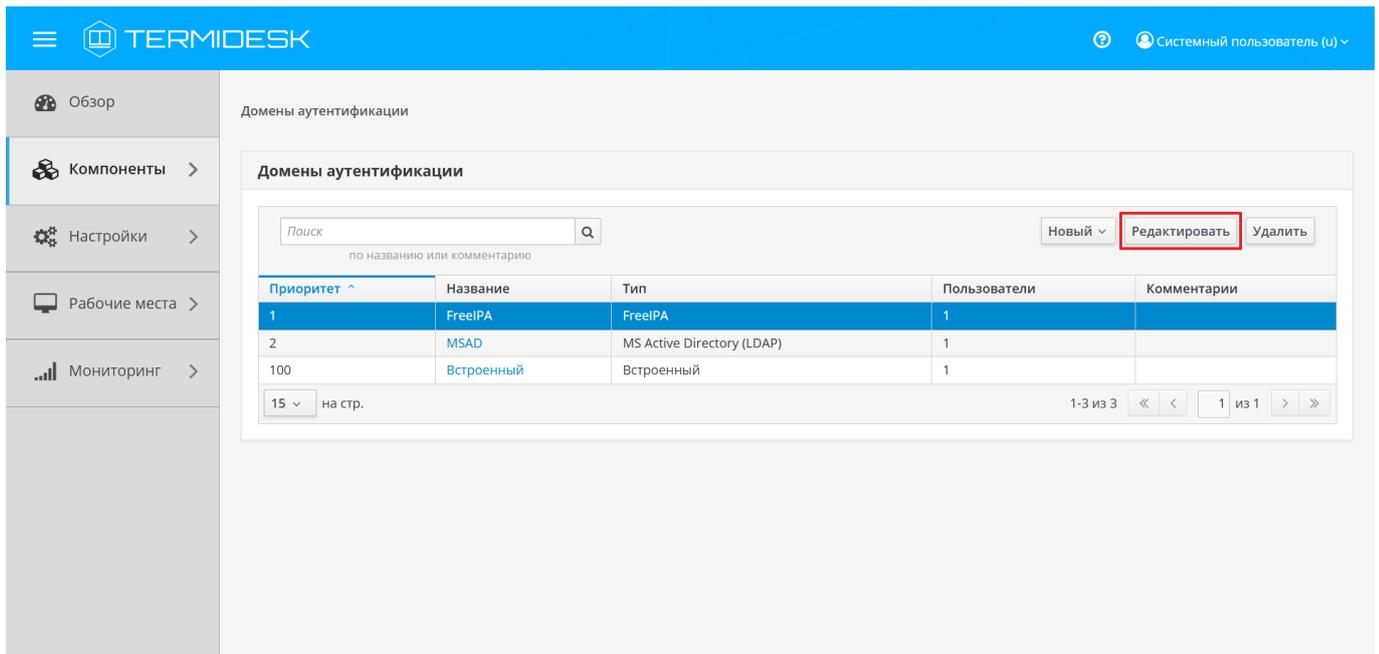 TERMIDESK
Системный пользователь (u)
Обзор
Компоненты
Настройки
Рабочие места
Мониторинг
Домены аутентификации
Домены аутентификации
Поиск
по названию или комментарию
Новый Редактировать Удалить
Приоритет Название Тип Пользователи Комментарии
1 FreeIPA FreeIPA 1
2 MSAD MS Active Directory (LDAP) 1
100 Встроенный Встроенный 1
15 на стр. 1-3 из 3 1 из 1